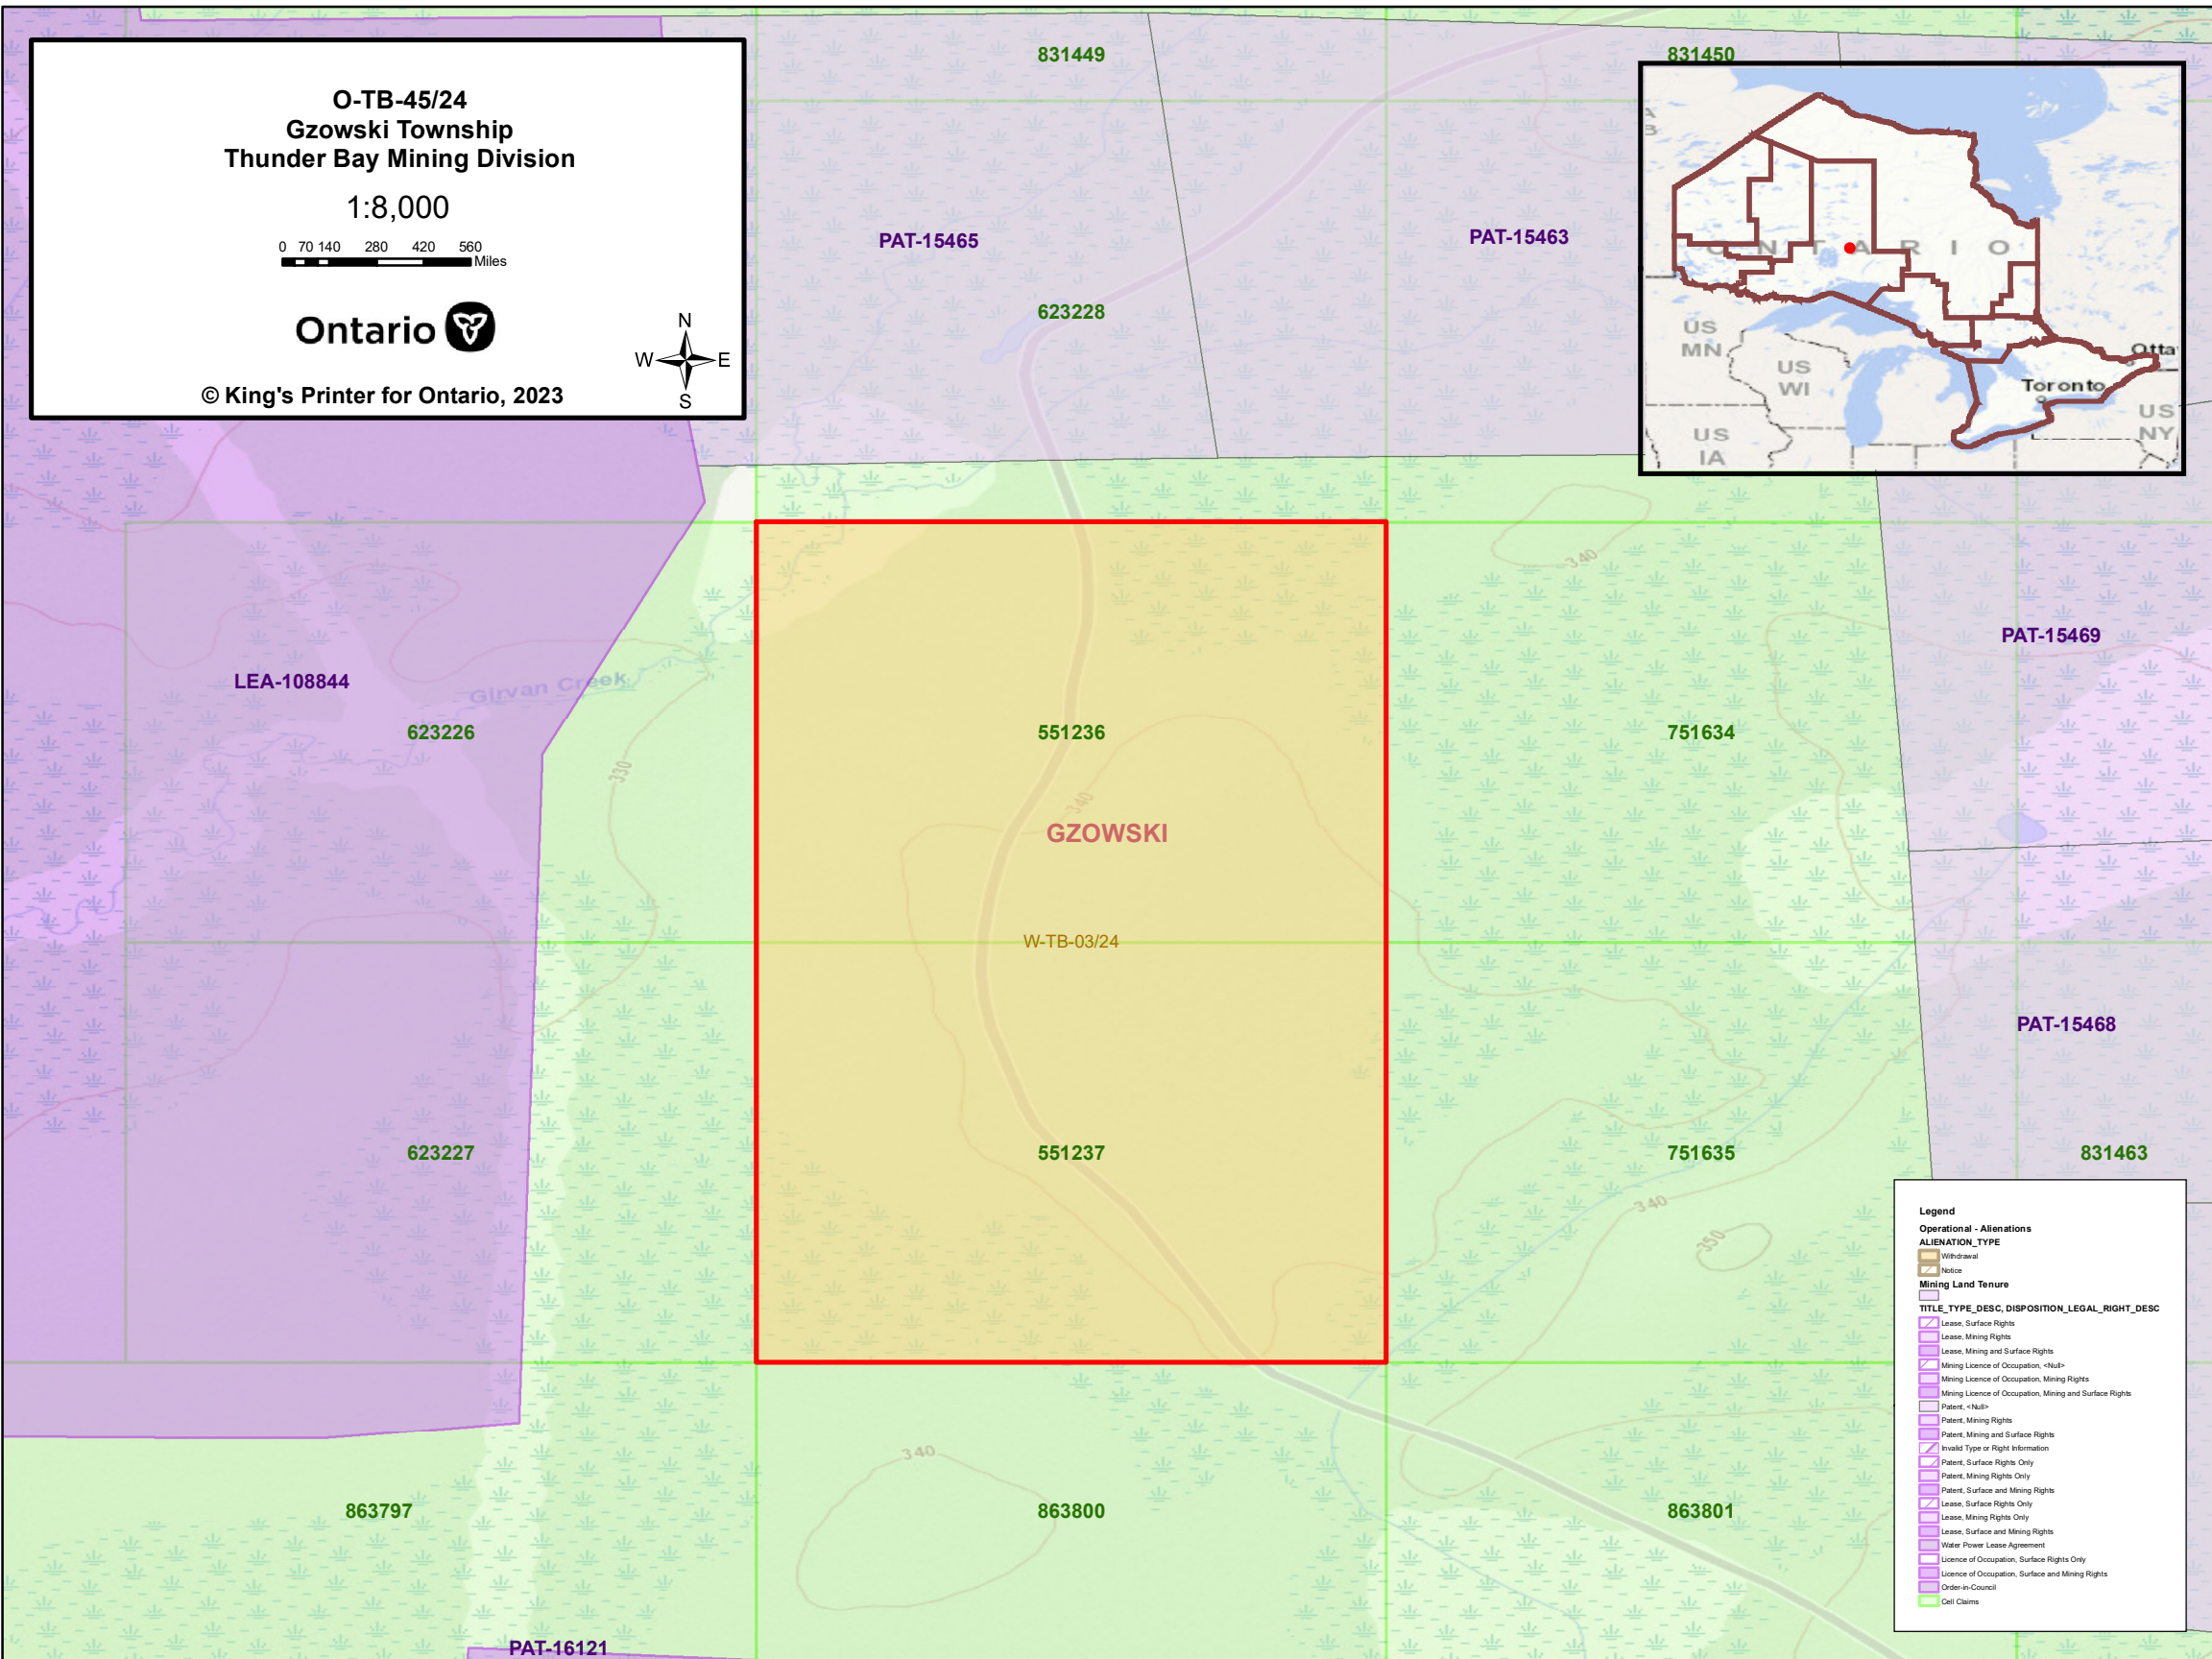 O-TB-45/24
Gzowski Township
Thunder Bay Mining Division
1:8,000
0 70 140 280 420 560
Miles
Ontario
N
W E
S
© King's Printer for Ontario, 2023
831449
831450
PAT-15465
PAT-15463
623228
ONTARIO
US
MN
US
WI
US
IA
Otta
Toronto
US
NY
340
PAT-15469
LEA-108844
Girvan Creek
623226
551236
751634
330
340
GZOWSKI
W-TB-03/24
PAT-15468
623227
551237
751635
831463
340
350
340
863797
863800
863801
PAT-16121
Legend
Operational - Alienations
ALIENATION_TYPE
Withdrawal
Notice
Mining Land Tenure
TITLE_TYPE_DESC, DISPOSITION_LEGAL_RIGHT_DESC
Lease, Surface Rights
Lease, Mining Rights
Lease, Mining and Surface Rights
Mining Licence of Occupation, <Null>
Mining Licence of Occupation, Mining Rights
Mining Licence of Occupation, Mining and Surface Rights
Patent, <Null>
Patent, Mining Rights
Patent, Mining and Surface Rights
Invalid Type or Right Information
Patent, Surface Rights Only
Patent, Mining Rights Only
Patent, Surface and Mining Rights
Lease, Surface Rights Only
Lease, Mining Rights Only
Lease, Surface and Mining Rights
Water Power Lease Agreement
Licence of Occupation, Surface Rights Only
Licence of Occupation, Surface and Mining Rights
Order-in-Council
Cell Claims